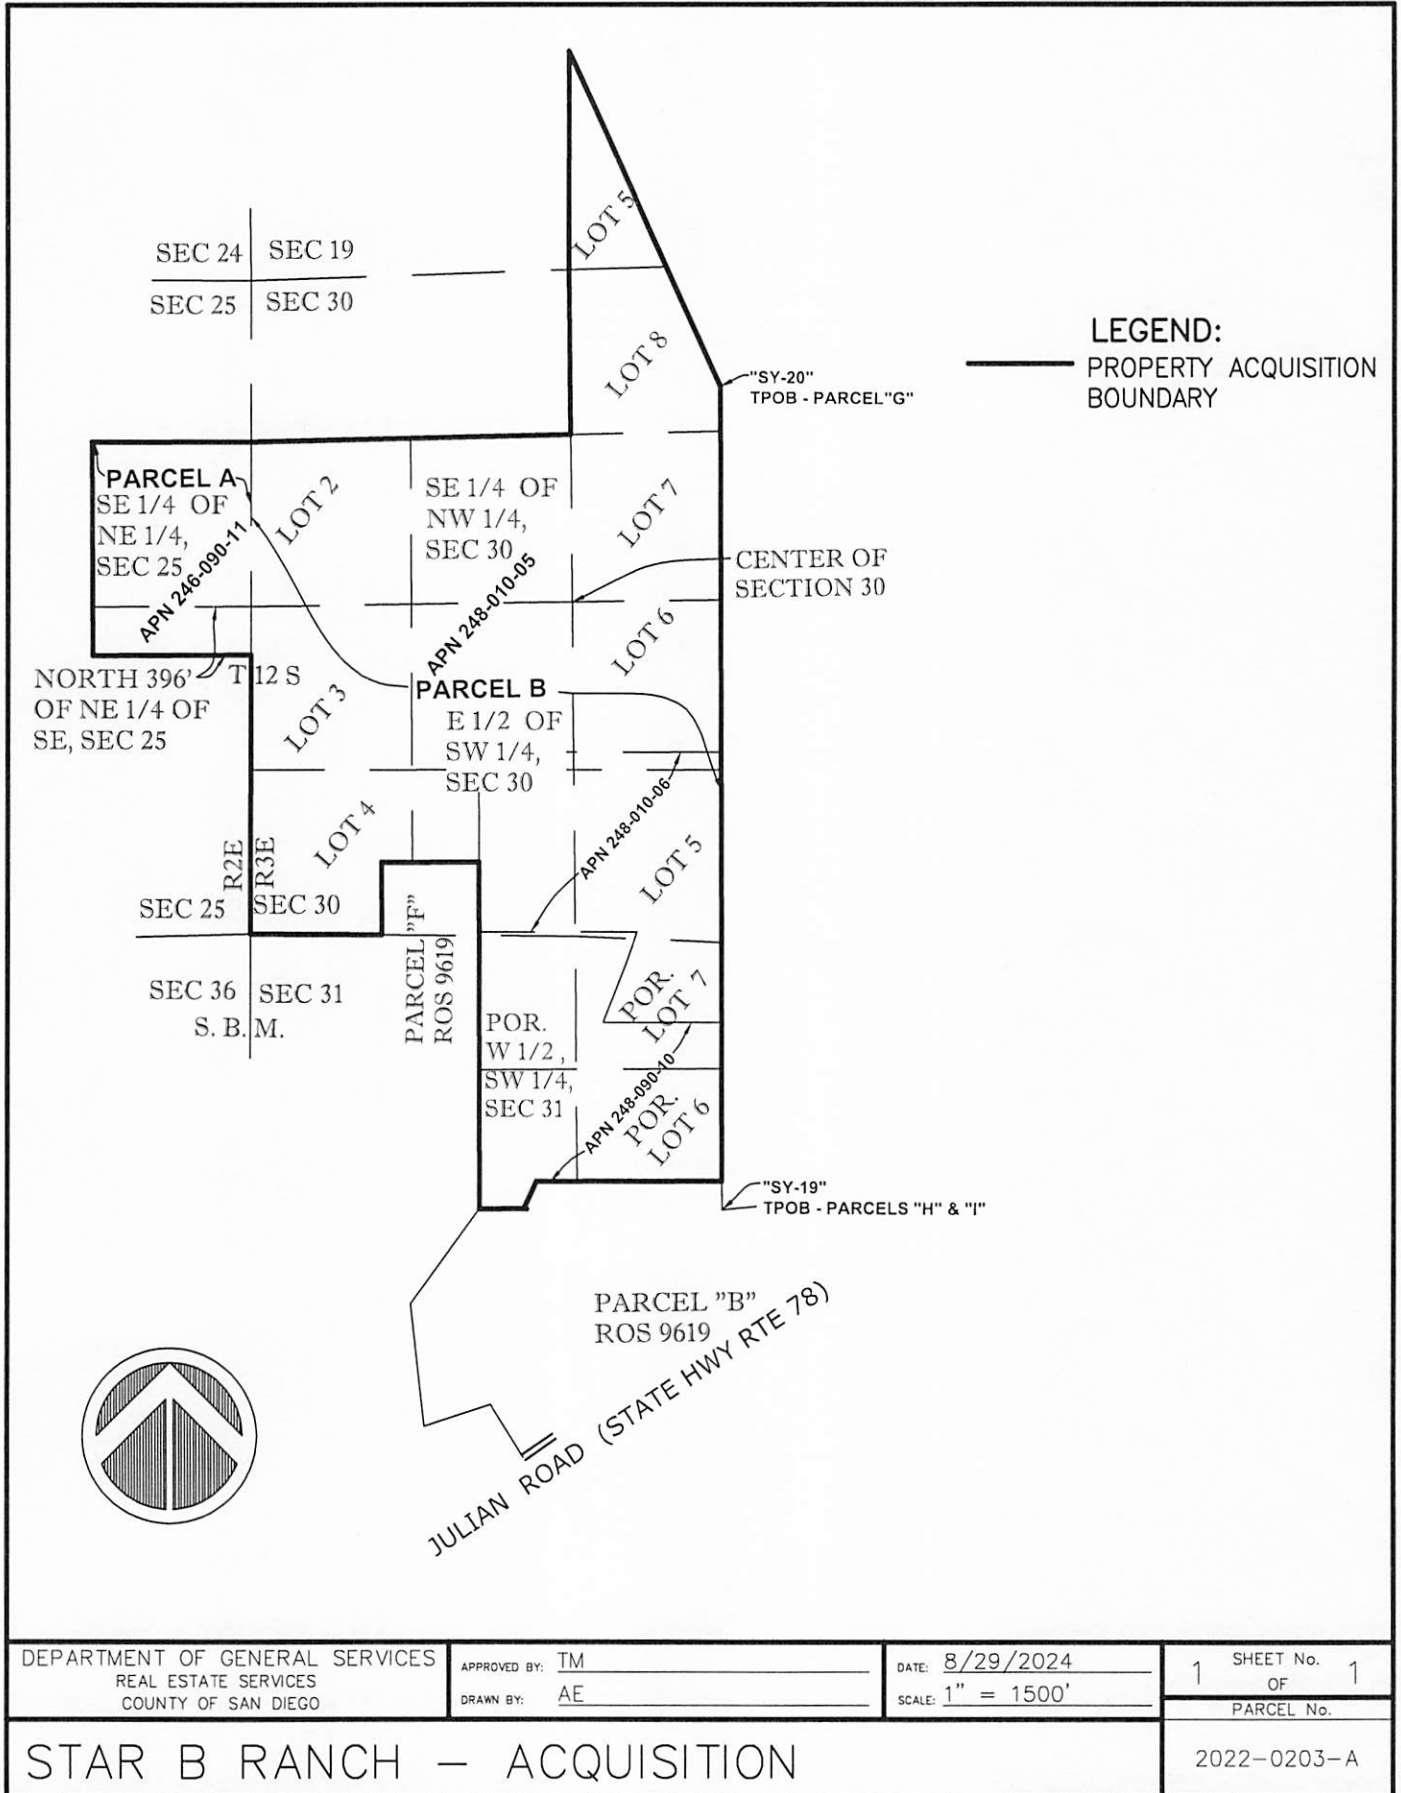 LOT 5
SEC 24
SEC 19
SEC 25
SEC 30
LOT 8
LEGEND:
PROPERTY ACQUISITION
BOUNDARY
"SY-20"
TPOB - PARCEL"G"
PARCEL A
SE 1/4 OF
NE 1/4,
SEC 25
APN 246-090-11
LOT 2
SE 1/4 OF
NW 1/4,
SEC 30
APN 248-010-05
LOT 7
CENTER OF
SECTION 30
LOT 6
NORTH 396'
OF NE 1/4 OF
SE, SEC 25
T 12 S
LOT 3
PARCEL B
E 1/2 OF
SW 1/4,
SEC 30
APN 248-010-06
LOT 4
LOT 5
R2E
R3E
SEC 25
SEC 30
PARCEL "F"
ROS 9619
SEC 36
SEC 31
S. B. M.
POR.
LOT 7
POR.
W 1/2 ,
SW 1/4,
SEC 31
APN 248-090-10
POR.
LOT 6
"SY-19"
TPOB - PARCELS "H" & "I"
PARCEL "B"
ROS 9619
JULIAN ROAD (STATE HWY RTE 78)
DEPARTMENT OF GENERAL SERVICES
REAL ESTATE SERVICES
COUNTY OF SAN DIEGO
APPROVED BY: TM
DRAWN BY: AE
DATE: 8/29/2024
SCALE: 1" = 1500'
SHEET No.
1 OF 1
PARCEL No.
2022-0203-A
STAR B RANCH - ACQUISITION